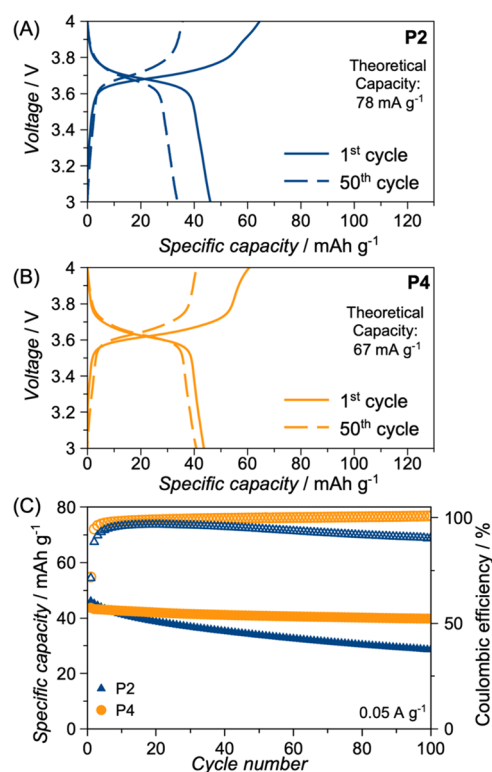 (A)
P2
Theoretical
Capacity:
78 mA g⁻¹
1st cycle
50th cycle
4
3.8
3.6
3.4
3.2
3
Voltage / V
0 20 40 60 80 100 120
Specific capacity / mAh g⁻¹
(B)
P4
Theoretical
Capacity:
67 mA g⁻¹
1st cycle
50th cycle
4
3.8
3.6
3.4
3.2
3
Voltage / V
0 20 40 60 80 100 120
Specific capacity / mAh g⁻¹
(C)
80
60
40
20
0
Specific capacity / mAh g⁻¹
100
50
0
Coulombic efficiency / %
P2
P4
0.05 A g⁻¹
0 20 40 60 80 100
Cycle number